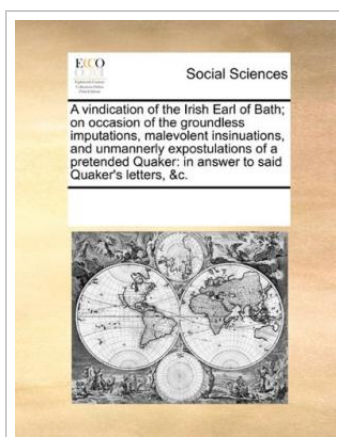 ECCO
Social Sciences
A vindication of the Irish Earl of Bath;
on occasion of the groundless
imputations, malevolent insinuations,
and unmannerly expostulations of a
pretended Quaker: in answer to said
Quaker's letters, &c.